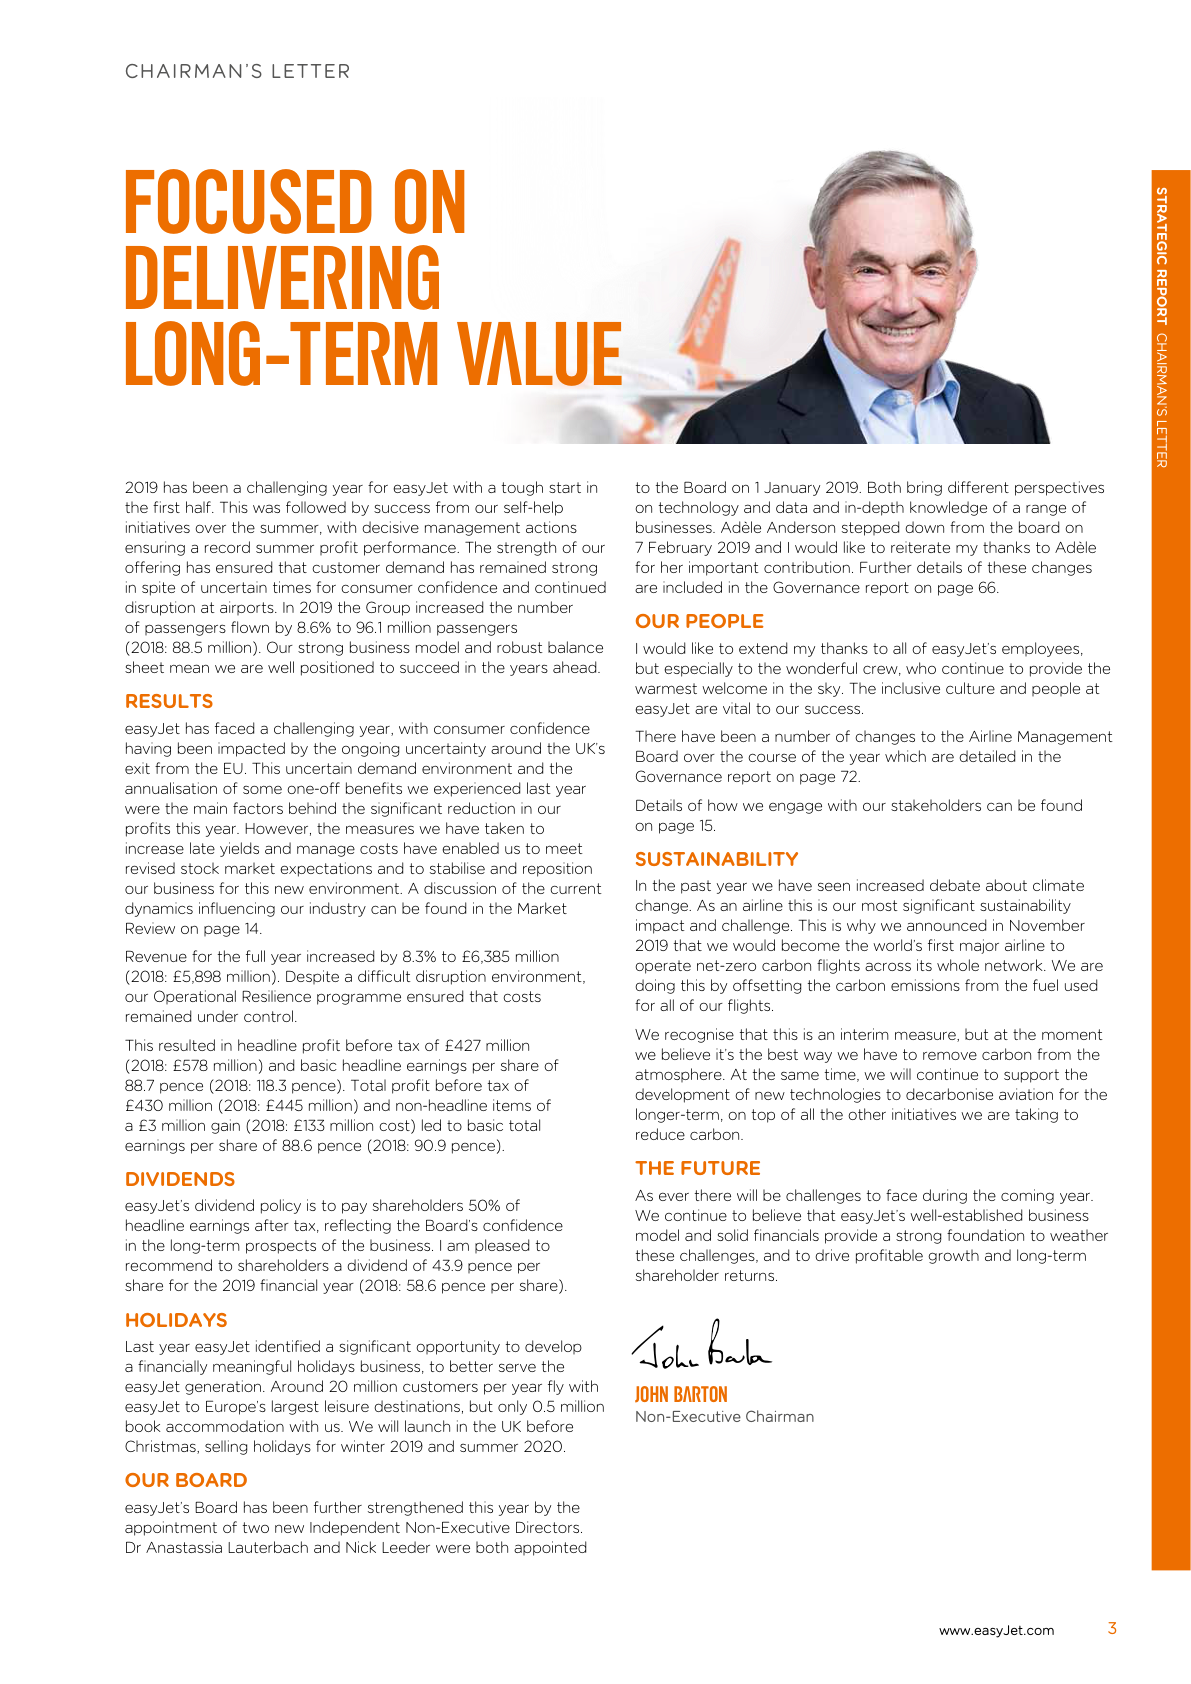 CHAIRMAN'S LETTER
FOCUSED ON
DELIVERING
LONG-TERM VALUE
easyJet
STRATEGIC REPORT CHAIRMAN'S LETTER
2019 has been a challenging year for easyJet with a tough start in
the first half. This was followed by success from our self-help
initiatives over the summer, with decisive management actions
ensuring a record summer profit performance. The strength of our
offering has ensured that customer demand has remained strong
in spite of uncertain times for consumer confidence and continued
disruption at airports. In 2019 the Group increased the number
of passengers flown by 8.6% to 96.1 million passengers
(2018: 88.5 million). Our strong business model and robust balance
sheet mean we are well positioned to succeed in the years ahead.
RESULTS
easyJet has faced a challenging year, with consumer confidence
having been impacted by the ongoing uncertainty around the UK's
exit from the EU. This uncertain demand environment and the
annualisation of some one-off benefits we experienced last year
were the main factors behind the significant reduction in our
profits this year. However, the measures we have taken to
increase late yields and manage costs have enabled us to meet
revised stock market expectations and to stabilise and reposition
our business for this new environment. A discussion of the current
dynamics influencing our industry can be found in the Market
Review on page 14.
Revenue for the full year increased by 8.3% to £6,385 million
(2018: £5,898 million). Despite a difficult disruption environment,
our Operational Resilience programme ensured that costs
remained under control.
This resulted in headline profit before tax of £427 million
(2018: £578 million) and basic headline earnings per share of
88.7 pence (2018: 118.3 pence). Total profit before tax of
£430 million (2018: £445 million) and non-headline items of
a £3 million gain (2018: £133 million cost) led to basic total
earnings per share of 88.6 pence (2018: 90.9 pence).
DIVIDENDS
easyJet's dividend policy is to pay shareholders 50% of
headline earnings after tax, reflecting the Board's confidence
in the long-term prospects of the business. I am pleased to
recommend to shareholders a dividend of 43.9 pence per
share for the 2019 financial year (2018: 58.6 pence per share).
HOLIDAYS
Last year easyJet identified a significant opportunity to develop
a financially meaningful holidays business, to better serve the
easyJet generation. Around 20 million customers per year fly with
easyJet to Europe's largest leisure destinations, but only 0.5 million
book accommodation with us. We will launch in the UK before
Christmas, selling holidays for winter 2019 and summer 2020.
OUR BOARD
easyJet's Board has been further strengthened this year by the
appointment of two new Independent Non-Executive Directors.
Dr Anastassia Lauterbach and Nick Leeder were both appointed
to the Board on 1 January 2019. Both bring different perspectives
on technology and data and in-depth knowledge of a range of
businesses. Adèle Anderson stepped down from the board on
7 February 2019 and I would like to reiterate my thanks to Adèle
for her important contribution. Further details of these changes
are included in the Governance report on page 66.
OUR PEOPLE
I would like to extend my thanks to all of easyJet's employees,
but especially to the wonderful crew, who continue to provide the
warmest welcome in the sky. The inclusive culture and people at
easyJet are vital to our success.
There have been a number of changes to the Airline Management
Board over the course of the year which are detailed in the
Governance report on page 72.
Details of how we engage with our stakeholders can be found
on page 15.
SUSTAINABILITY
In the past year we have seen increased debate about climate
change. As an airline this is our most significant sustainability
impact and challenge. This is why we announced in November
2019 that we would become the world's first major airline to
operate net-zero carbon flights across its whole network. We are
doing this by offsetting the carbon emissions from the fuel used
for all of our flights.
We recognise that this is an interim measure, but at the moment
we believe it's the best way we have to remove carbon from the
atmosphere. At the same time, we will continue to support the
development of new technologies to decarbonise aviation for the
longer-term, on top of all the other initiatives we are taking to
reduce carbon.
THE FUTURE
As ever there will be challenges to face during the coming year.
We continue to believe that easyJet's well-established business
model and solid financials provide a strong foundation to weather
these challenges, and to drive profitable growth and long-term
shareholder returns.
John Barton
JOHN BARTON
Non-Executive Chairman
www.easyJet.com 3